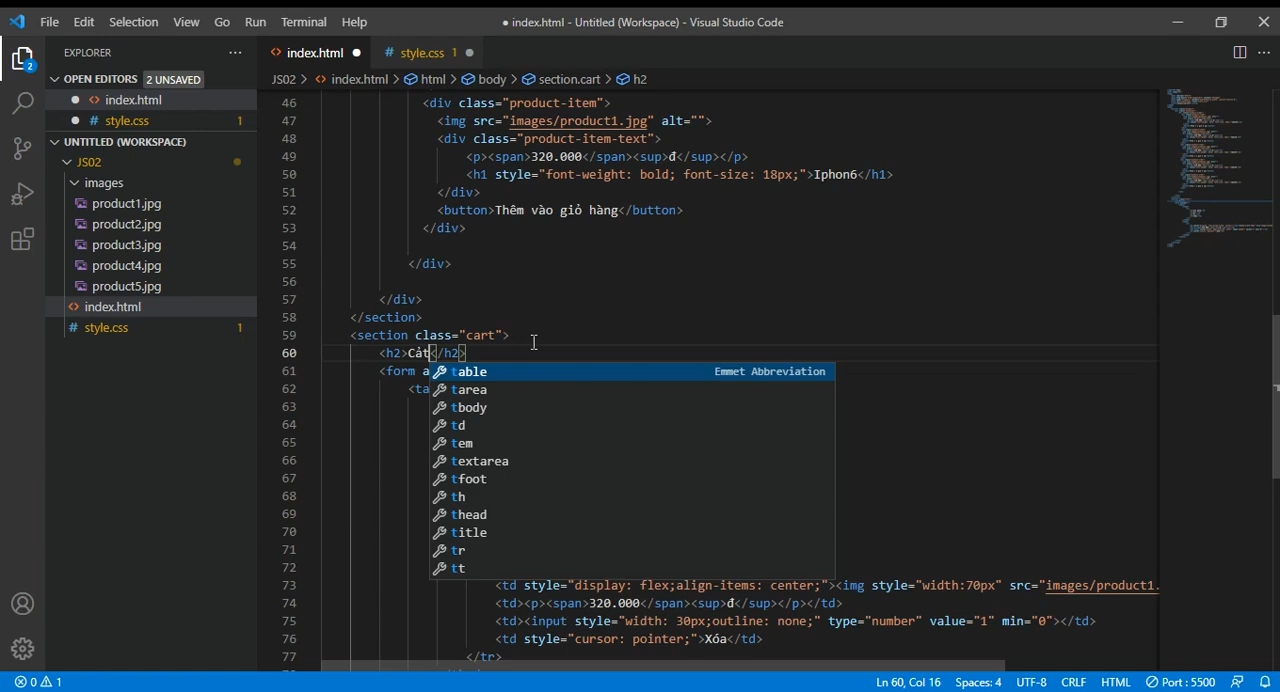 File Edit Selection View Go Run Terminal Help
● index.html - Untitled (Workspace) - Visual Studio Code
EXPLORER
OPEN EDITORS 2 UNSAVED
index.html
style.css 1
UNTITLED (WORKSPACE)
JS02
images
product1.jpg
product2.jpg
product3.jpg
product4.jpg
product5.jpg
index.html
style.css 1
2
index.html ● style.css 1 ●
JS02 > index.html > html > body > section.cart > h2
46 <div class="product-item">
47 <img src="images/product1.jpg" alt="">
48 <div class="product-item-text">
49 <p><span>320.000</span><sup>đ</sup></p>
50 <h1 style="font-weight: bold; font-size: 18px;">Iphon6</h1>
51 </div>
52 <button>Thêm vào giỏ hàng</button>
53 </div>
54
55 </div>
56
57 </div>
58 </section>
59 <section class="cart">
60 <h2>Cảt</h2>
61 <form a
62 <ta
63
64
65
66
67
68
69
70
71
72
73 <td style="display: flex;align-items: center;"><img style="width:70px" src="images/product1.
74 <td><p><span>320.000</span><sup>đ</sup></p></td>
75 <td><input style="width: 30px;outline: none;" type="number" value="1" min="0"></td>
76 <td style="cursor: pointer;">Xóa</td>
77 </tr>
table Emmet Abbreviation
tarea
tbody
td
tem
textarea
tfoot
th
thead
title
tr
tt
0 1 Ln 60, Col 16 Spaces: 4 UTF-8 CRLF HTML Port : 5500